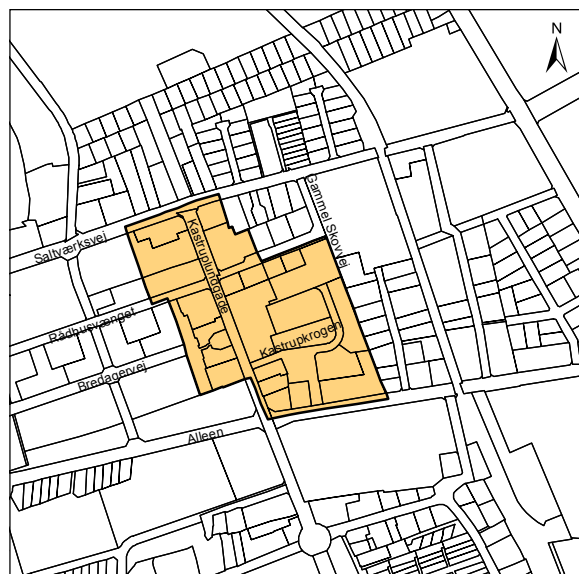 N
Gammel Skovvej
Saltværksvej
Kastruplundgade
Rådhusvænget
Kastrupkrogen
Bredagervej
Alleen